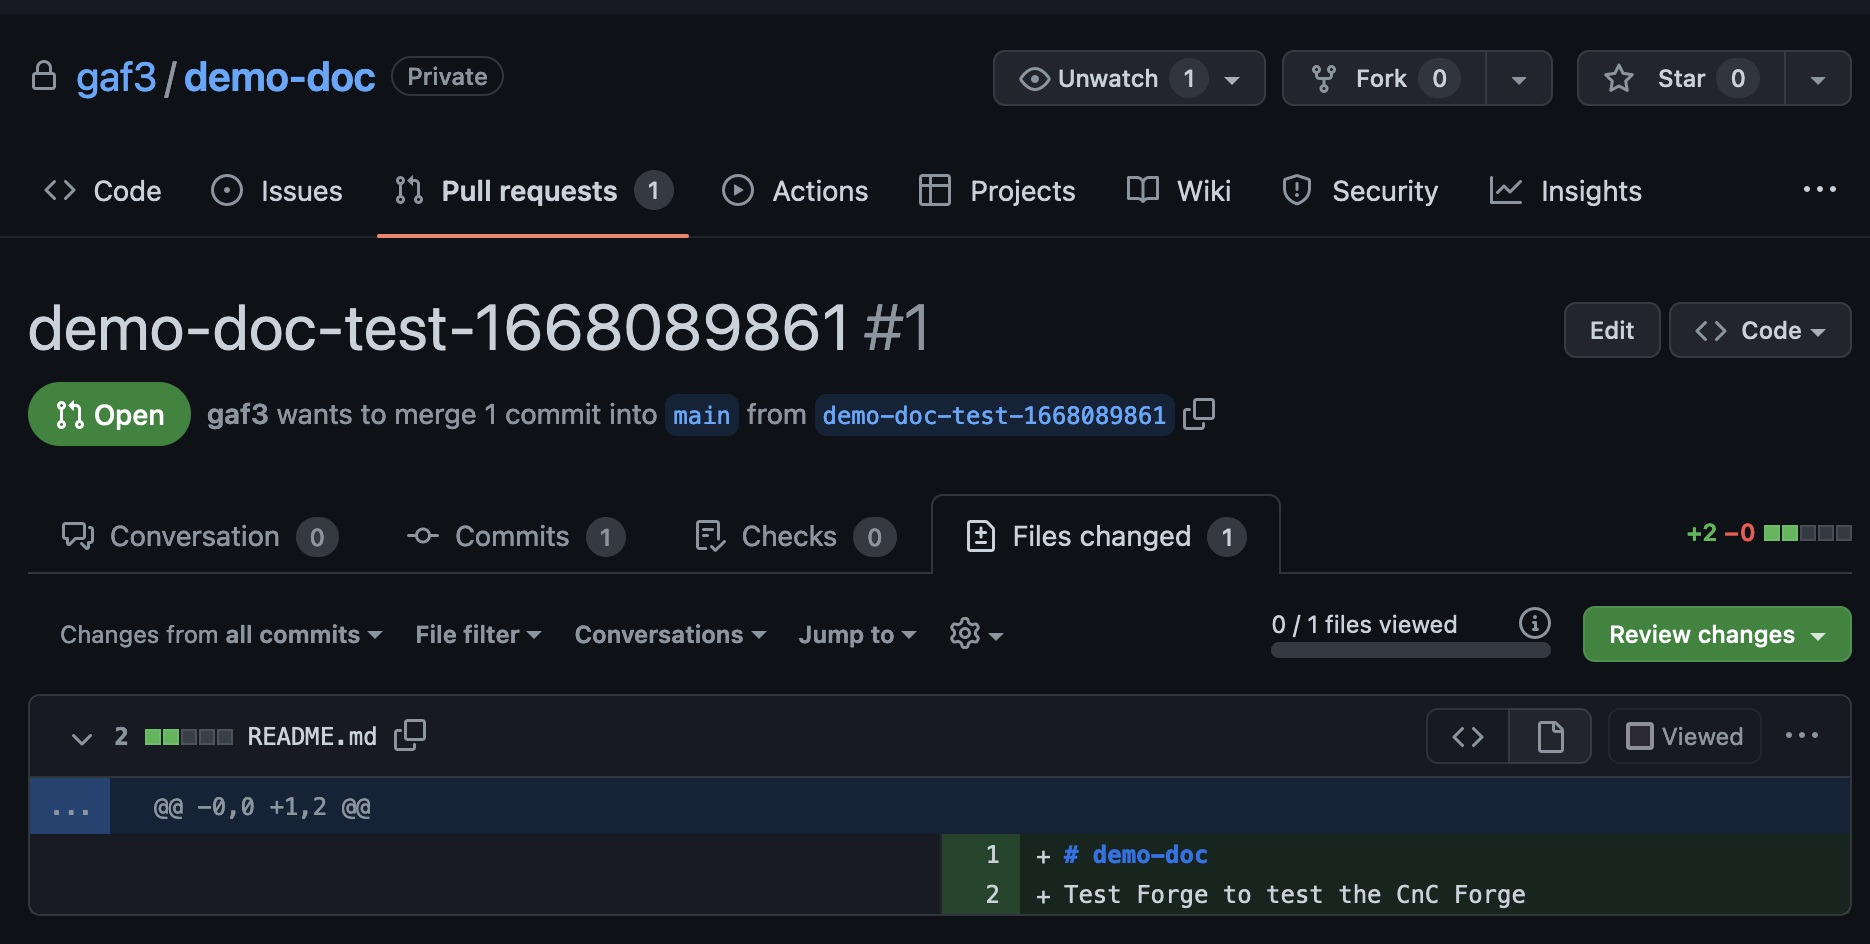 gaf3 / demo-doc Private Unwatch 1 Fork 0 Star 0
Code Issues Pull requests 1 Actions Projects Wiki Security Insights ...
demo-doc-test-1668089861 #1 Edit Code
Open gaf3 wants to merge 1 commit into main from demo-doc-test-1668089861
Conversation 0 Commits 1 Checks 0 Files changed 1 +2 −0
Changes from all commits File filter Conversations Jump to 0 / 1 files viewed Review changes
2 README.md Viewed ...
... @@ -0,0 +1,2 @@
1 + # demo-doc
2 + Test Forge to test the CnC Forge